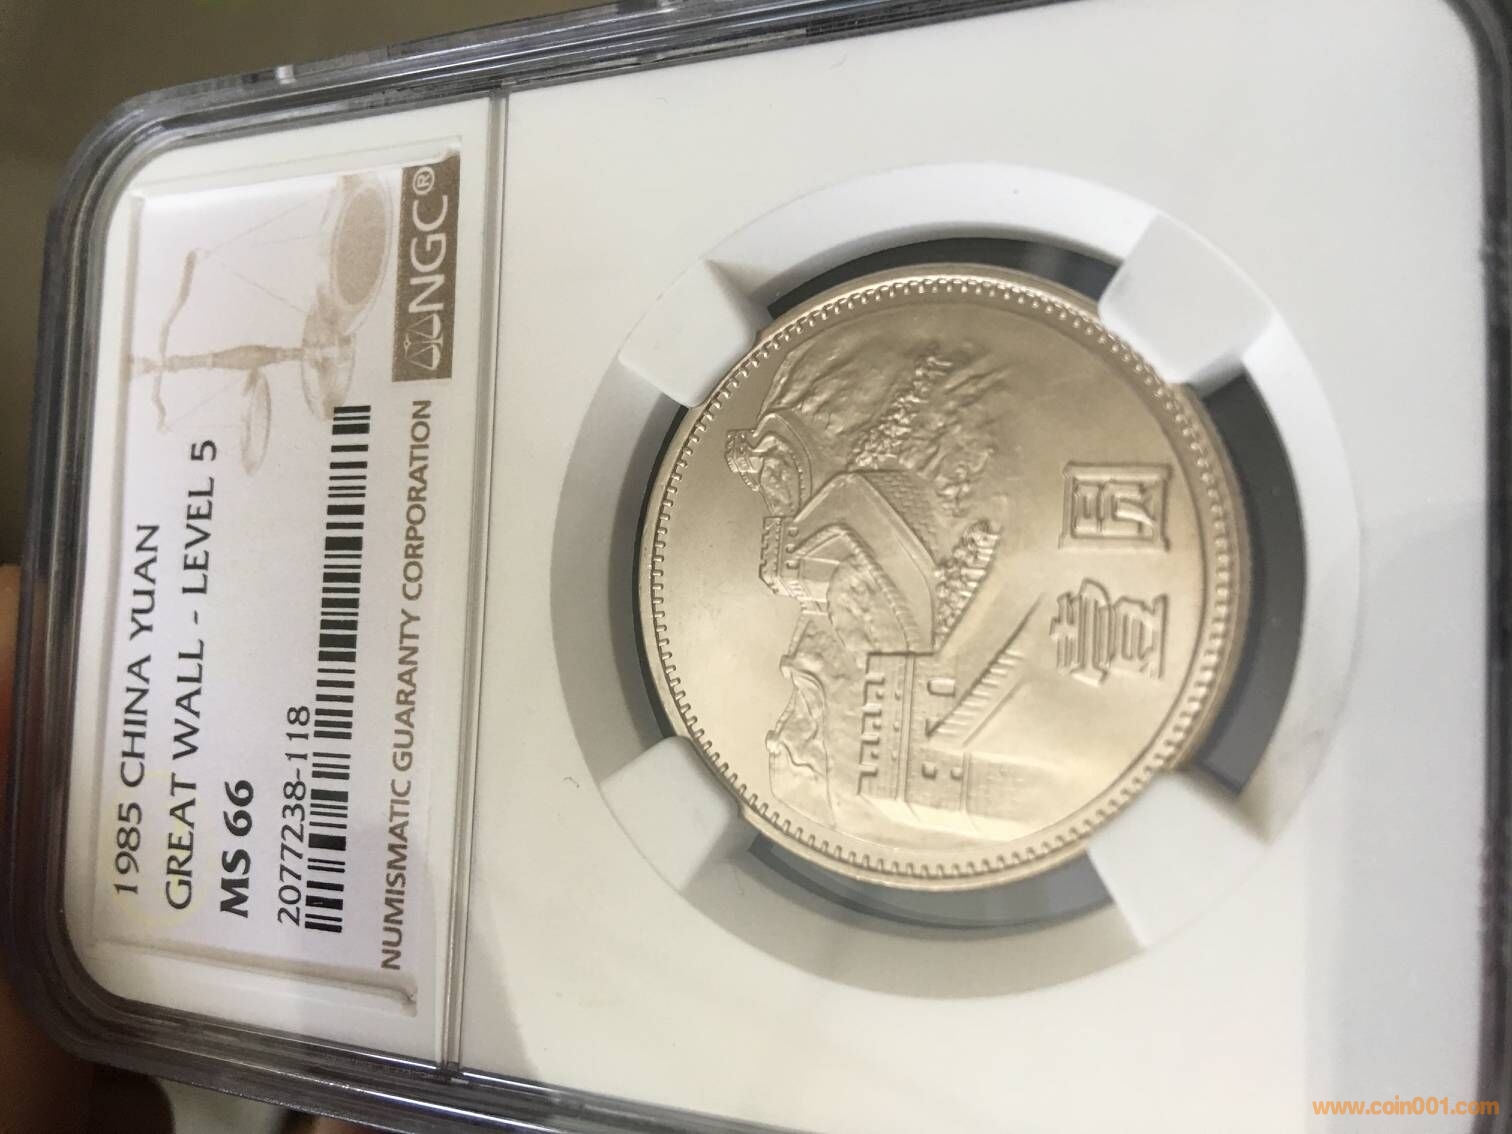 NGC®
NUMISMATIC GUARANTY CORPORATION
1985 CHINA YUAN
GREAT WALL - LEVEL 5
MS 66
2077238-118
壹圆
www.coin001.com